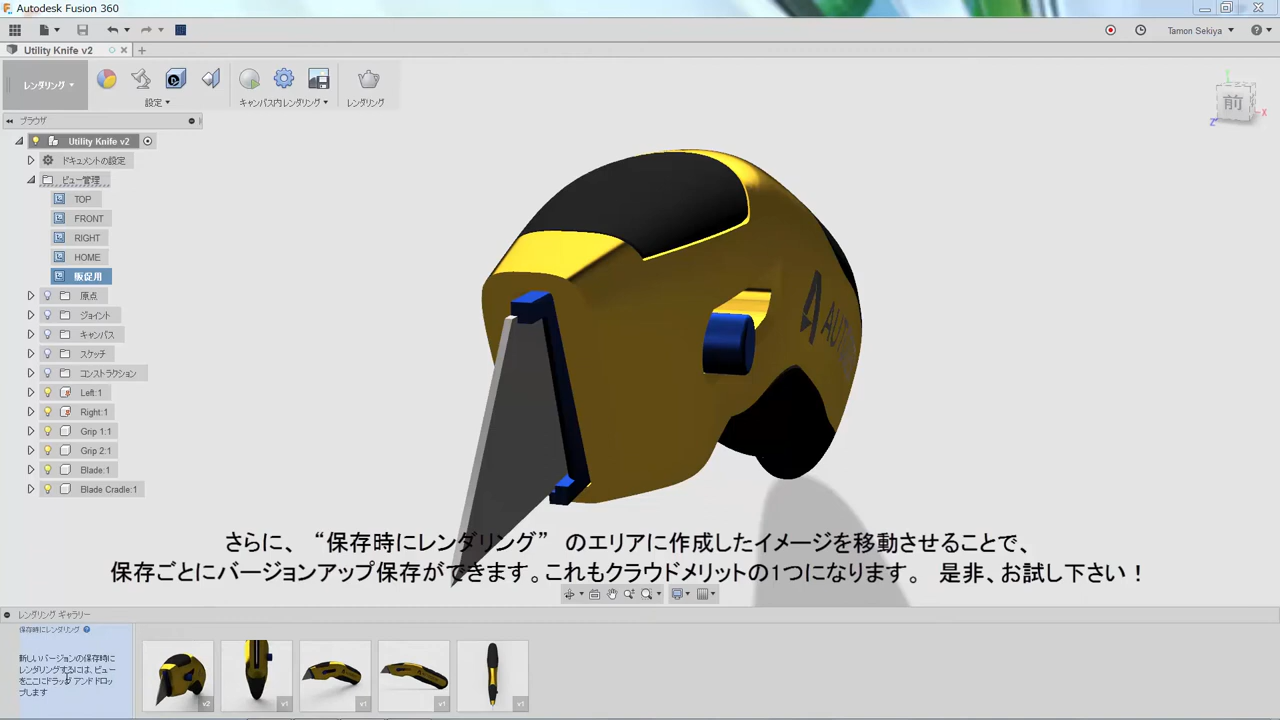 Autodesk Fusion 360
Tamon Sekiya
Utility Knife v2
レンダリング
設定
キャンバス内レンダリング
レンダリング
ブラウザ
前
X
Z
Utility Knife v2
ドキュメントの設定
ビュー管理
TOP
FRONT
RIGHT
HOME
販促用
原点
ジョイント
キャンバス
スケッチ
コンストラクション
Left:1
Right:1
Grip 1:1
Grip 2:1
Blade:1
Blade Cradle:1
さらに、 “保存時にレンダリング” のエリアに作成したイメージを移動させることで、
保存ごとにバージョンアップ保存ができます。これもクラウドメリットの1つになります。 是非、お試し下さい！
レンダリング ギャラリー
保存時にレンダリング
新しいバージョンの保存時に
レンダリングするには、ビュー
をここにドラッグ アンド ドロッ
プします
v2
v1
v1
v1
v1